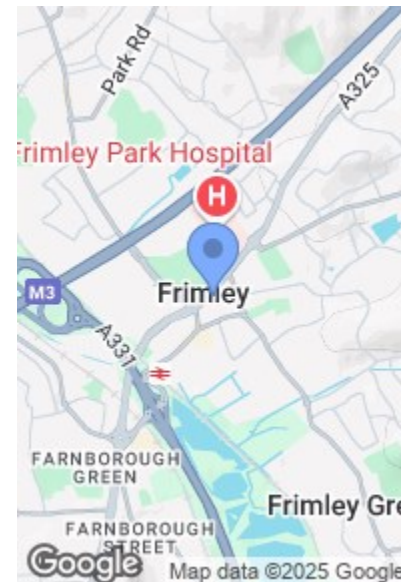 Park Rd
A325
Frimley Park Hospital
H
Frimley
M3
A331
FARNBOROUGH
GREEN
Frimley Gre
FARNBOROUGH
STREET
Google
Map data ©2025 Google